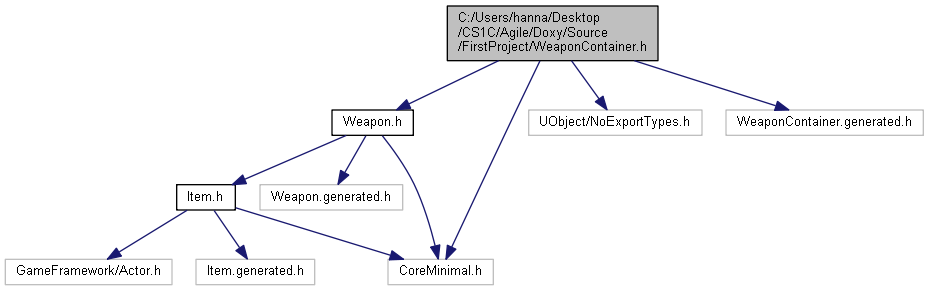 C:/Users/hanna/Desktop
/CS1C/Agile/Doxy/Source
/FirstProject/WeaponContainer.h
Weapon.h
UObject/NoExportTypes.h
WeaponContainer.generated.h
Item.h
Weapon.generated.h
GameFramework/Actor.h
Item.generated.h
CoreMinimal.h